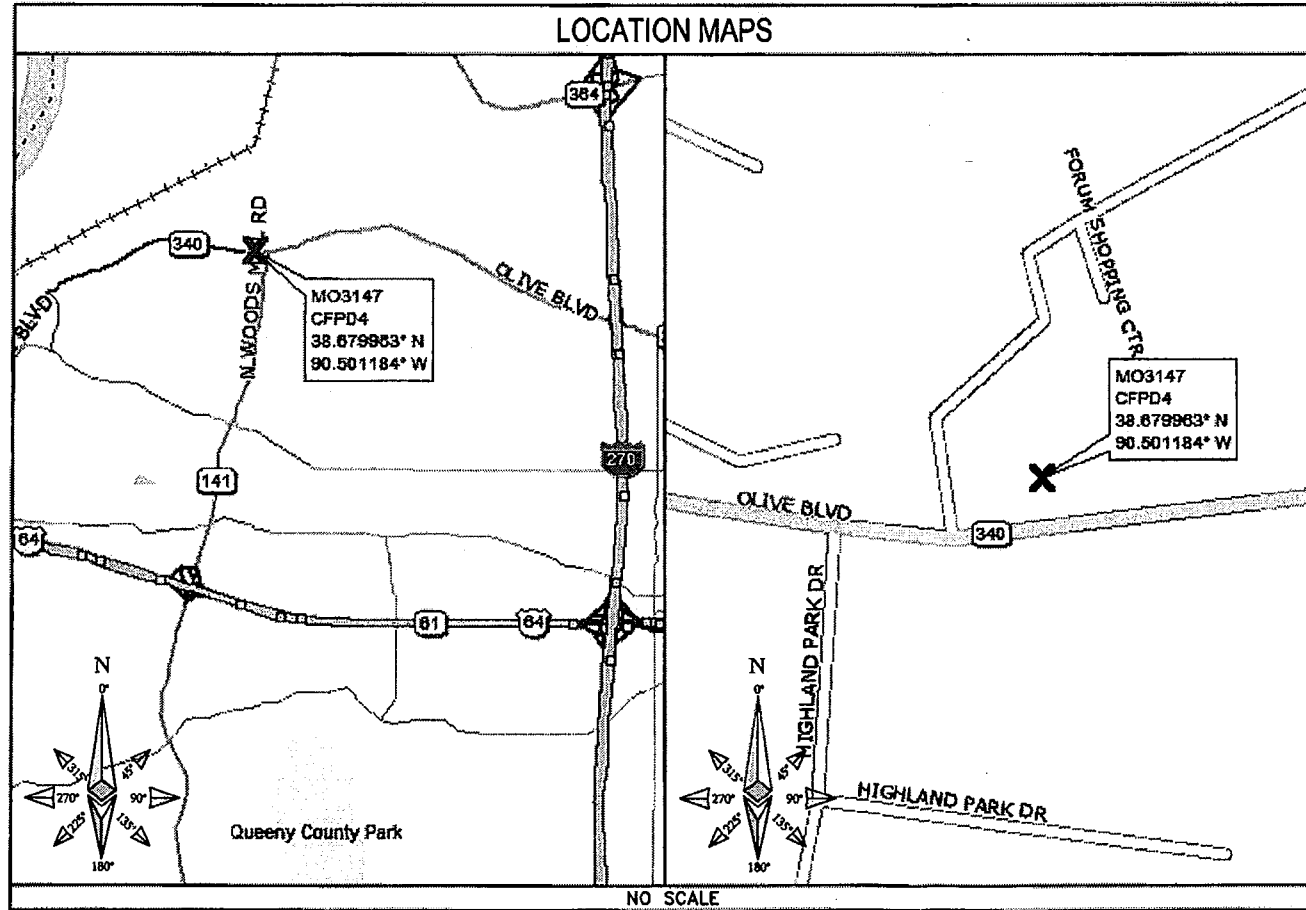 LOCATION MAPS
364
340
N WOODS M RD
OLIVE BLVD
BLVD
MO3147
CFPD4
38.679963° N
90.501184° W
270
141
64
61
64
N
0°
315°
45°
270°
90°
225°
135°
180°
Queeny County Park
FORUM SHOPPING CTR
MO3147
CFPD4
38.679963° N
90.501184° W
OLIVE BLVD
340
HIGHLAND PARK DR
HIGHLAND PARK DR
N
0°
315°
45°
270°
90°
225°
135°
180°
NO SCALE